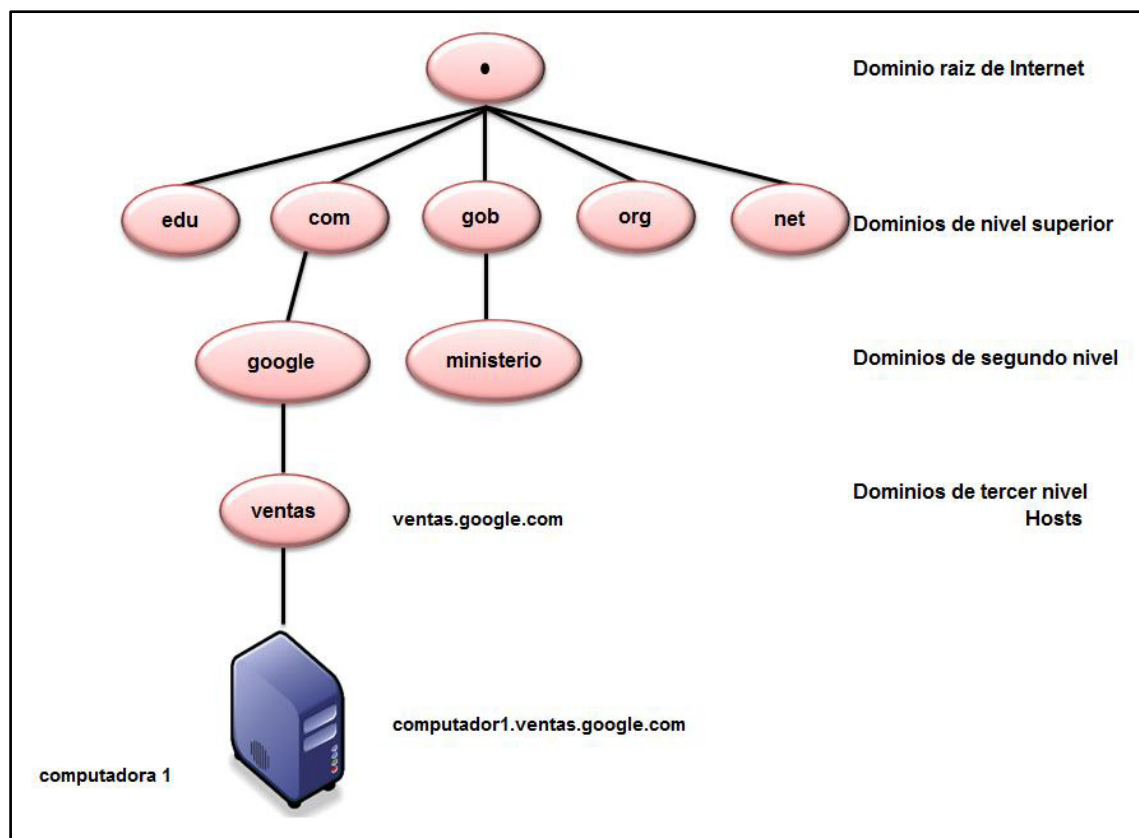 Dominio raiz de Internet
edu
com
gob
org
net
Dominios de nivel superior
google
ministerio
Dominios de segundo nivel
ventas
ventas.google.com
Dominios de tercer nivel
Hosts
computador1.ventas.google.com
computadora 1